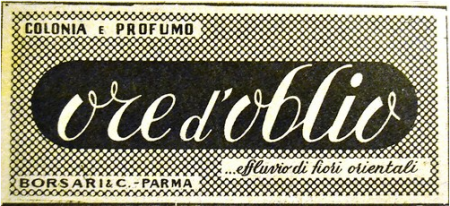 COLONIA E PROFUMO
ore d'oblio
...effluvio di fiori orientali
BORSARI & C.-PARMA